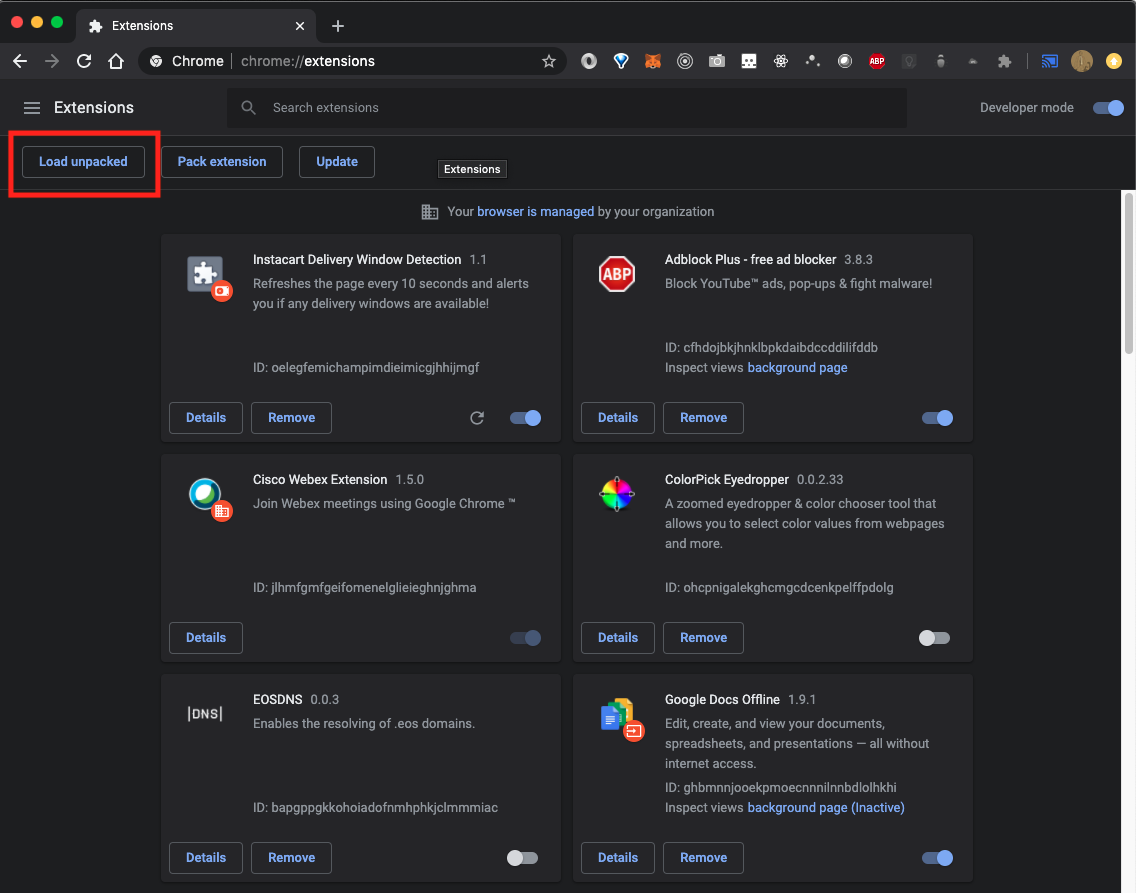 Extensions
Chrome
chrome://extensions
ABP
Extensions
Search extensions
Developer mode
Load unpacked
Pack extension
Update
Extensions
Your browser is managed by your organization
Instacart Delivery Window Detection 1.1
Refreshes the page every 10 seconds and alerts
you if any delivery windows are available!
ID: oelegfemichampimdieimicgjhhijmgf
Details
Remove
ABP
Adblock Plus - free ad blocker 3.8.3
Block YouTube™ ads, pop-ups & fight malware!
ID: cfhdojbkjhnklbpkdaibdccddilifddb
Inspect views background page
Details
Remove
Cisco Webex Extension 1.5.0
Join Webex meetings using Google Chrome ™
ID: jlhmfgmfgeifomenelglieieghnjghma
Details
ColorPick Eyedropper 0.0.2.33
A zoomed eyedropper & color chooser tool that
allows you to select color values from webpages
and more.
ID: ohcpnigalekghcmgcdcenkpelffpdolg
Details
Remove
|DNS|
EOSDNS 0.0.3
Enables the resolving of .eos domains.
ID: bapgppgkkohoiadofnmhphkjclmmmiac
Details
Remove
Google Docs Offline 1.9.1
Edit, create, and view your documents,
spreadsheets, and presentations — all without
internet access.
ID: ghbmnnjooekpmoecnnnilnnbdlolhkhi
Inspect views background page (Inactive)
Details
Remove